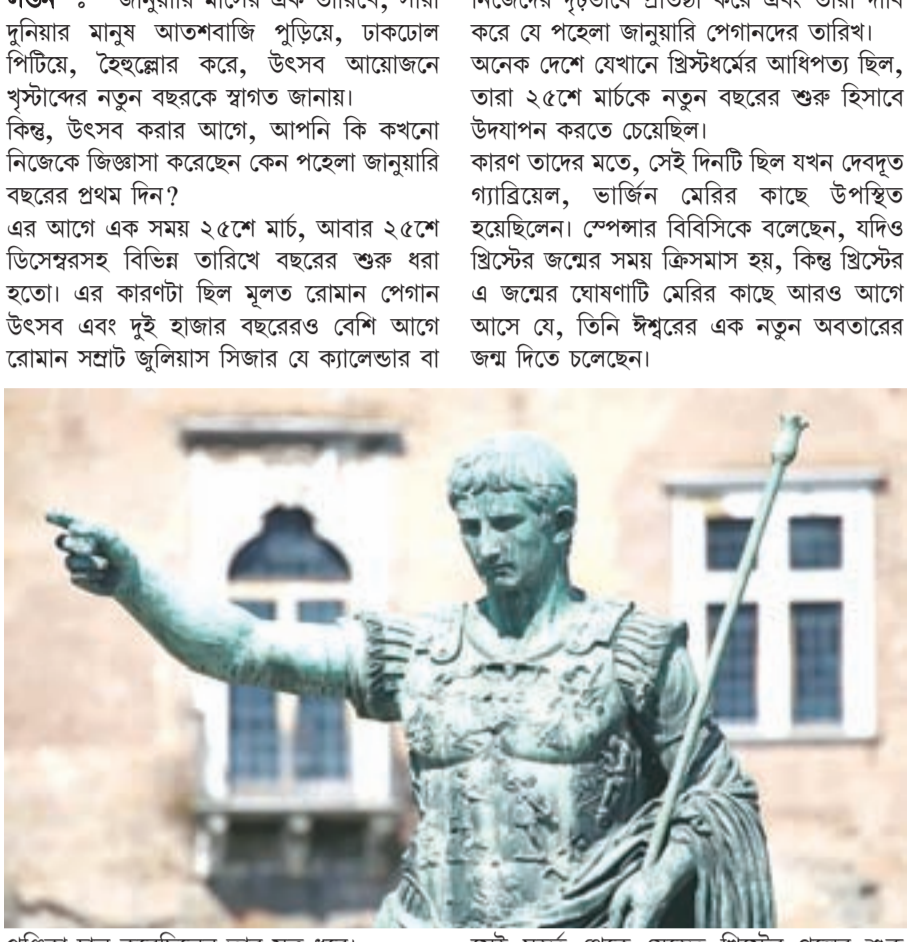 লন্ডন ঃ জানুয়ারি মাসের এক তারিখে, সারা
দুনিয়ার মানুষ আতশবাজি পুড়িয়ে, ঢাকঢোল
পিটিয়ে, হৈহুল্লোর করে, উৎসব আয়োজনে
খৃস্টাব্দের নতুন বছরকে স্বাগত জানায়।
কিন্তু, উৎসব করার আগে, আপনি কি কখনো
নিজেকে জিজ্ঞাসা করেছেন কেন পহেলা জানুয়ারি
বছরের প্রথম দিন?
এর আগে এক সময় ২৫শে মার্চ, আবার ২৫শে
ডিসেম্বরসহ বিভিন্ন তারিখে বছরের শুরু ধরা
হতো। এর কারণটা ছিল মূলত রোমান পেগান
উৎসব এবং দুই হাজার বছরেরও বেশি আগে
রোমান সম্রাট জুলিয়াস সিজার যে ক্যালেন্ডার বা
নিজেদের দৃঢ়ভাবে প্রতিষ্ঠা করে এবং তারা দাবি
করে যে পহেলা জানুয়ারি পেগানদের তারিখ।
অনেক দেশে যেখানে খ্রিস্টধর্মের আধিপত্য ছিল,
তারা ২৫শে মার্চকে নতুন বছরের শুরু হিসাবে
উদযাপন করতে চেয়েছিল।
কারণ তাদের মতে, সেই দিনটি ছিল যখন দেবদূত
গ্যাব্রিয়েল, ভার্জিন মেরির কাছে উপস্থিত
হয়েছিলেন। স্পেন্সার বিবিসিকে বলেছেন, যদিও
খ্রিস্টের জন্মের সময় ক্রিসমাস হয়, কিন্তু খ্রিস্টের
এ জন্মের ঘোষণাটি মেরির কাছে আরও আগে
আসে যে, তিনি ঈশ্বরের এক নতুন অবতারের
জন্ম দিতে চলেছেন।